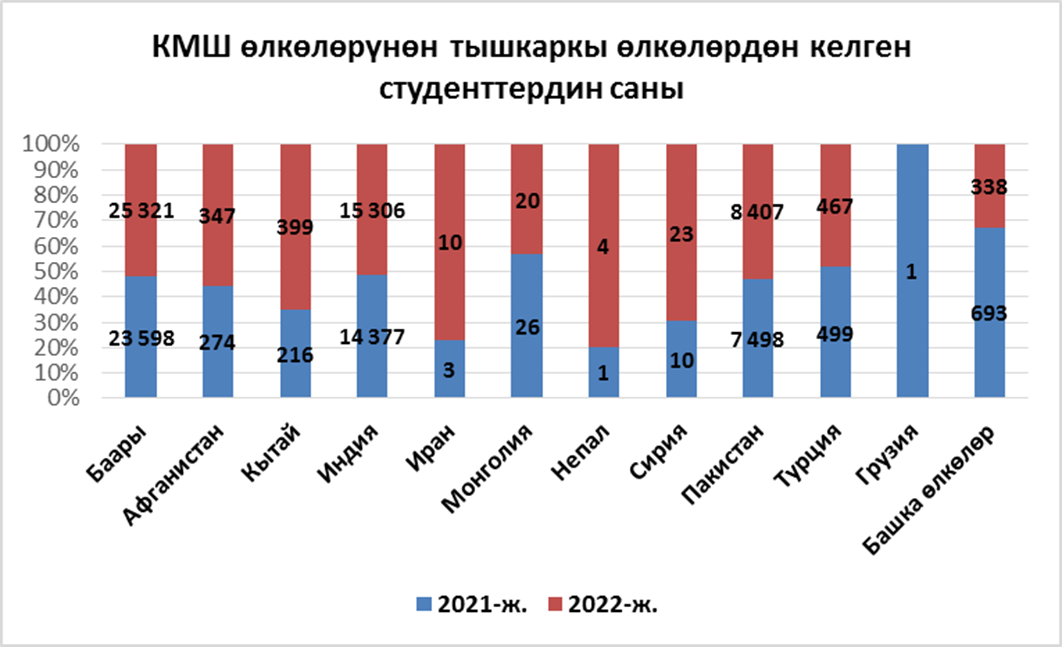 КМШ өлкөлөрүнөн тышкаркы өлкөлөрдөн келген
студенттердин саны
100%
90%
80%
70%
60%
50%
40%
30%
20%
10%
0%
25 321 347 399 15 306 10 20 4 23 8 407 467 338
23 598 274 216 14 377 3 26 1 10 7 498 499 1 693
Баары Афганистан Кытай Индия Иран Монголия Непал Сирия Пакистан Турция Грузия Башка өлкөлөр
2021-ж. 2022-ж.